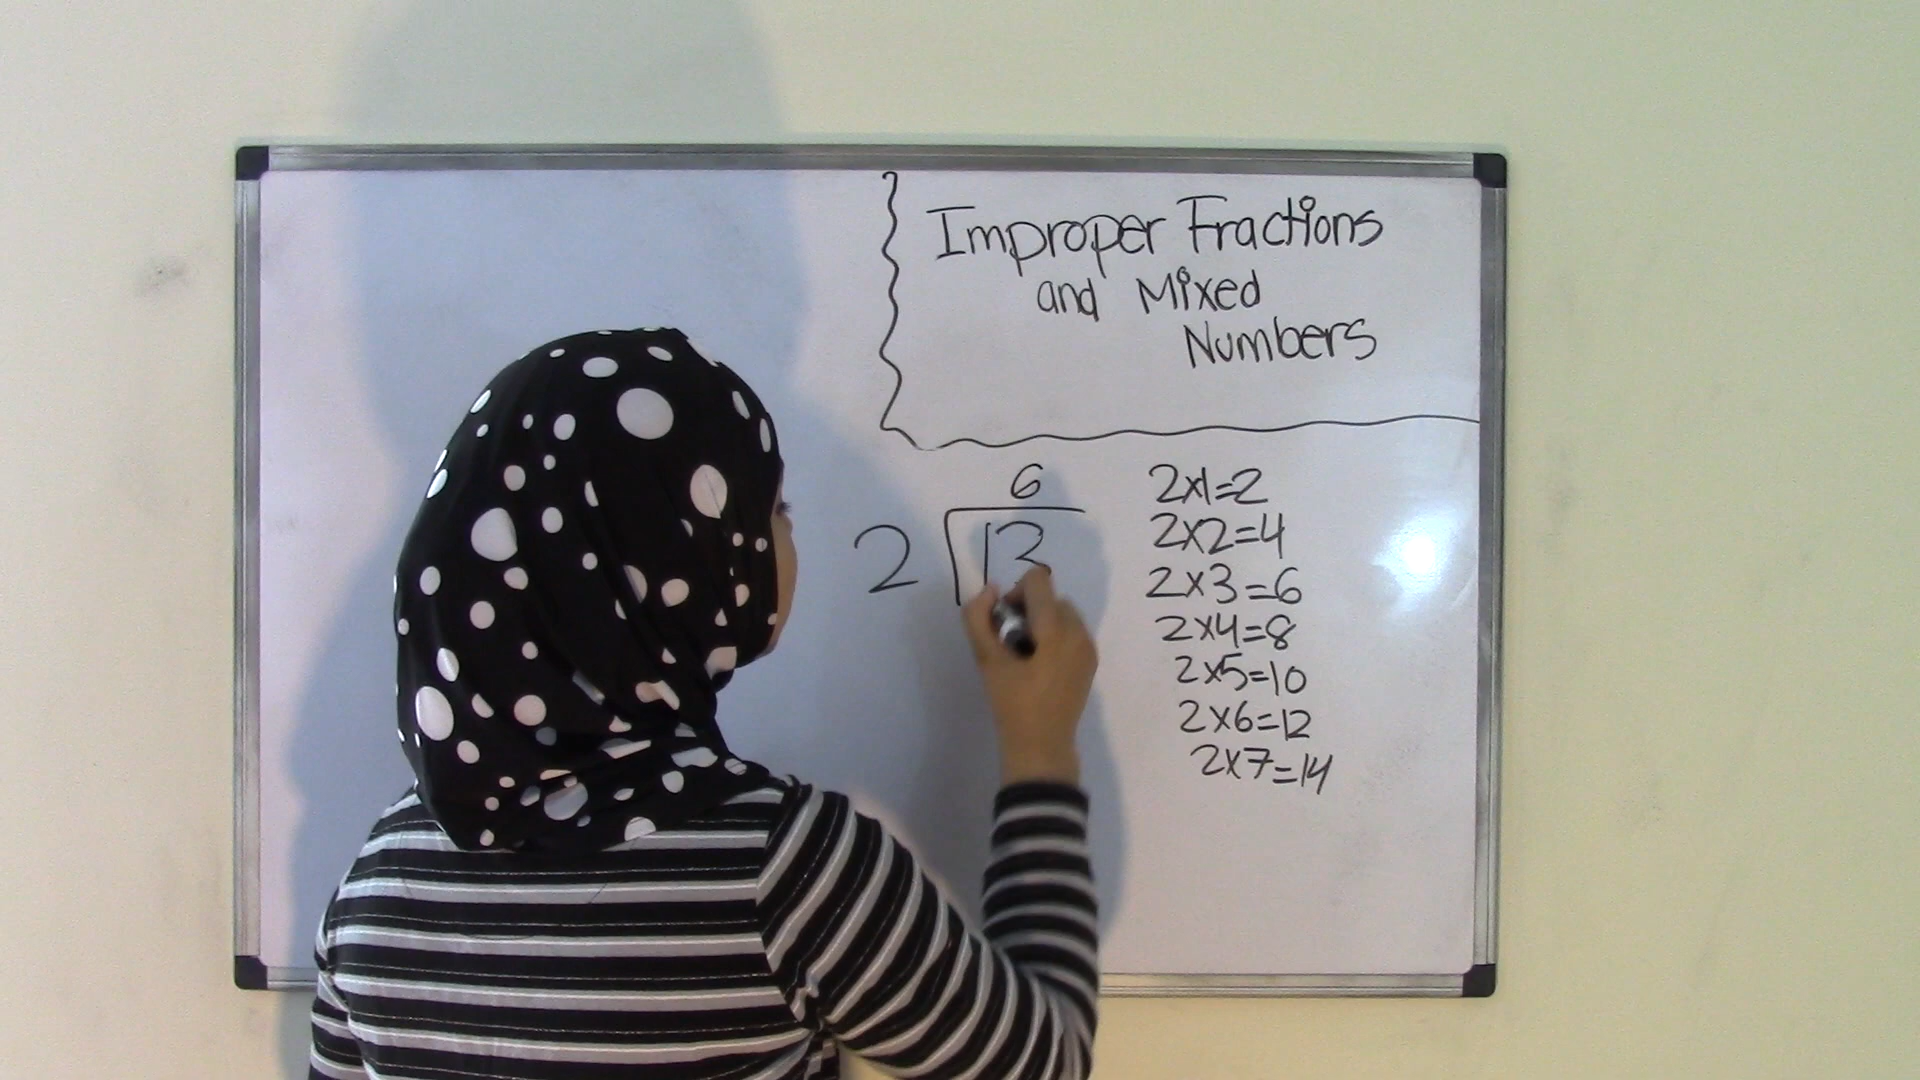 Improper Fractions
and Mixed
Numbers
6
2 13
2x1=2
2x2=4
2x3=6
2x4=8
2x5=10
2x6=12
2x7=14